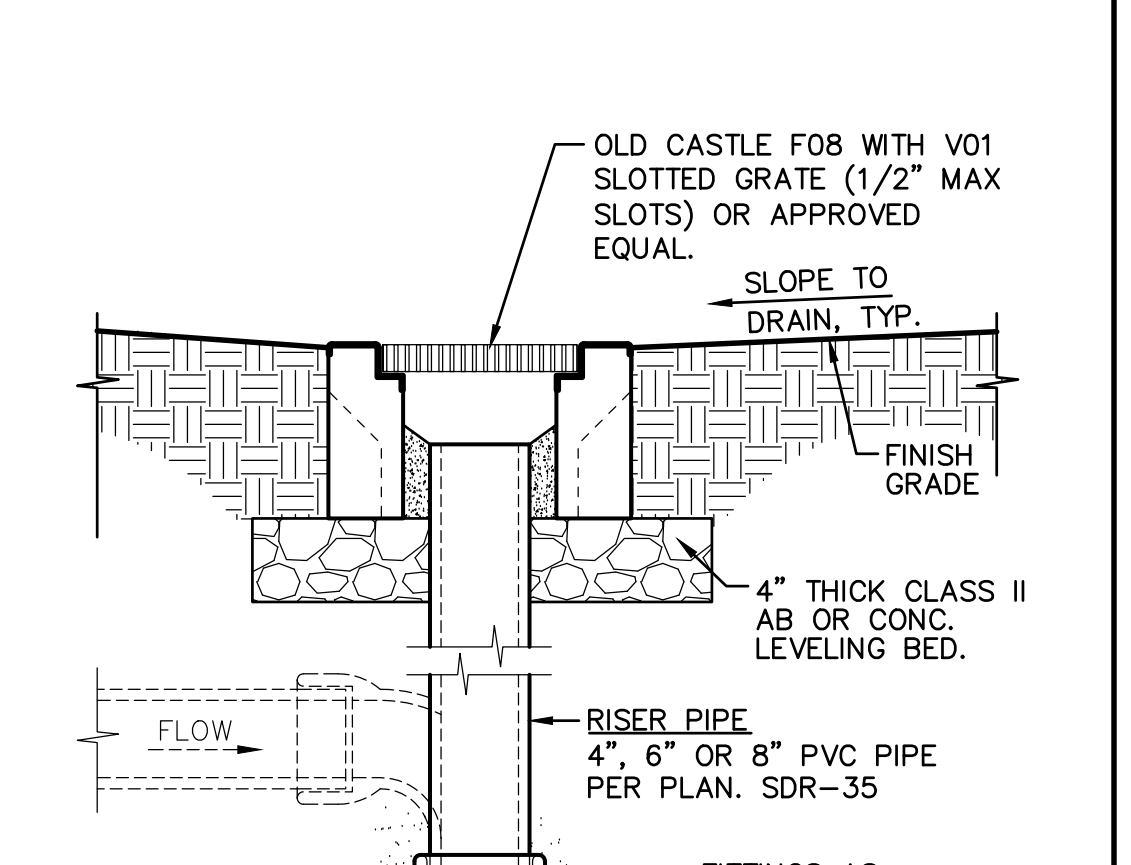 OLD CASTLE F08 WITH V01
SLOTTED GRATE (1/2" MAX
SLOTS) OR APPROVED
EQUAL.
SLOPE TO
DRAIN, TYP.
FINISH
GRADE
4" THICK CLASS II
AB OR CONC.
LEVELING BED.
FLOW
RISER PIPE
4", 6" OR 8" PVC PIPE
PER PLAN. SDR-35